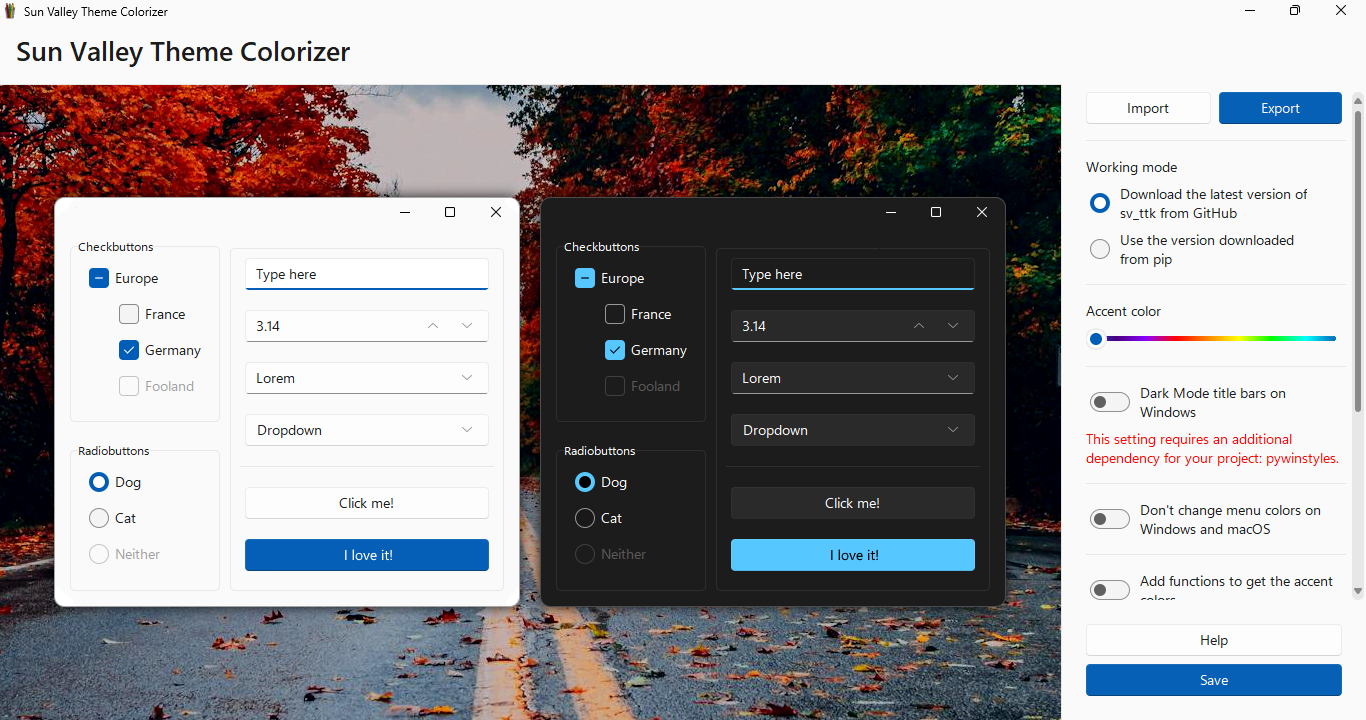 Sun Valley Theme Colorizer
Sun Valley Theme Colorizer
Checkbuttons
Europe
France
Germany
Fooland
Radiobuttons
Dog
Cat
Neither
Type here
3.14
Lorem
Dropdown
Click me!
I love it!
Checkbuttons
Europe
France
Germany
Fooland
Radiobuttons
Dog
Cat
Neither
Type here
3.14
Lorem
Dropdown
Click me!
I love it!
Import
Export
Working mode
Download the latest version of
sv_ttk from GitHub
Use the version downloaded
from pip
Accent color
Dark Mode title bars on
Windows
This setting requires an additional
dependency for your project: pywinstyles.
Don't change menu colors on
Windows and macOS
Add functions to get the accent
colors
Help
Save